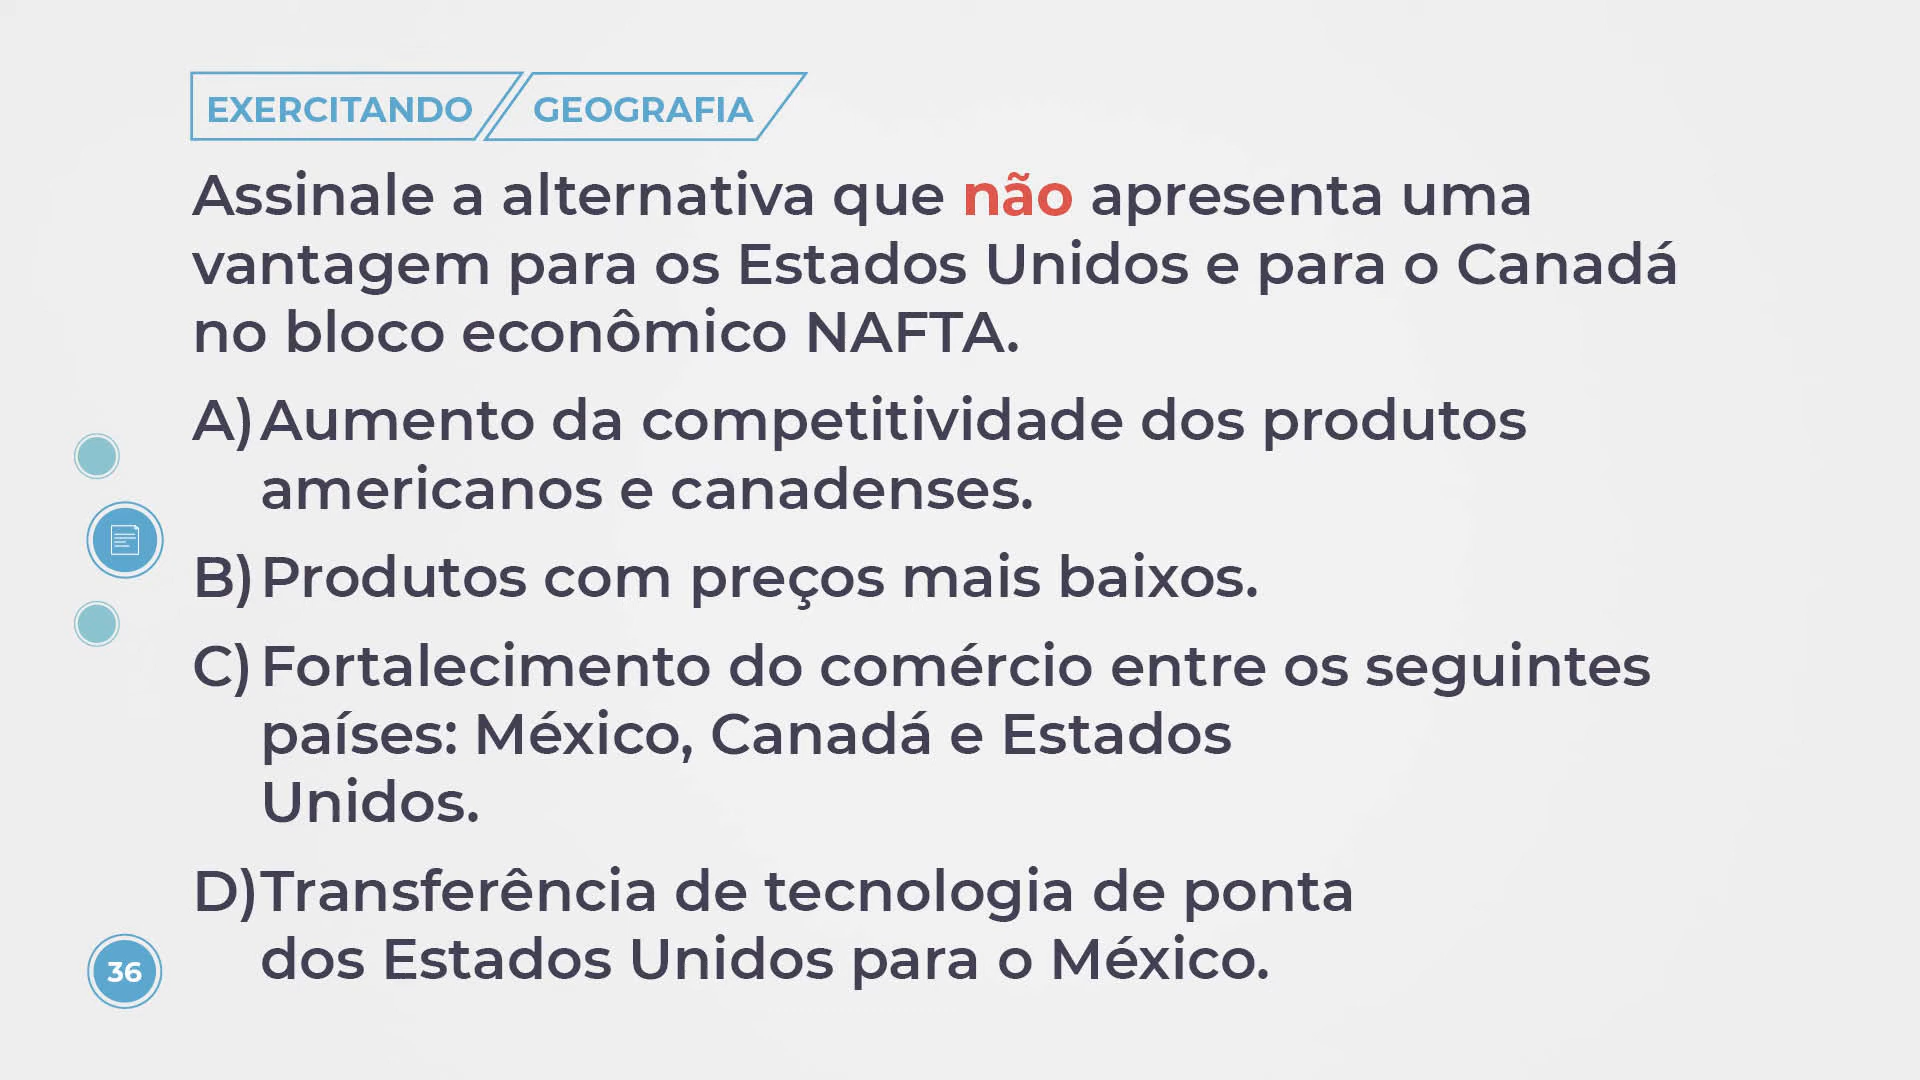 EXERCITANDO GEOGRAFIA
Assinale a alternativa que não apresenta uma
vantagem para os Estados Unidos e para o Canadá
no bloco econômico NAFTA.
A) Aumento da competitividade dos produtos
americanos e canadenses.
B) Produtos com preços mais baixos.
C) Fortalecimento do comércio entre os seguintes
países: México, Canadá e Estados
Unidos.
D) Transferência de tecnologia de ponta
dos Estados Unidos para o México.
36